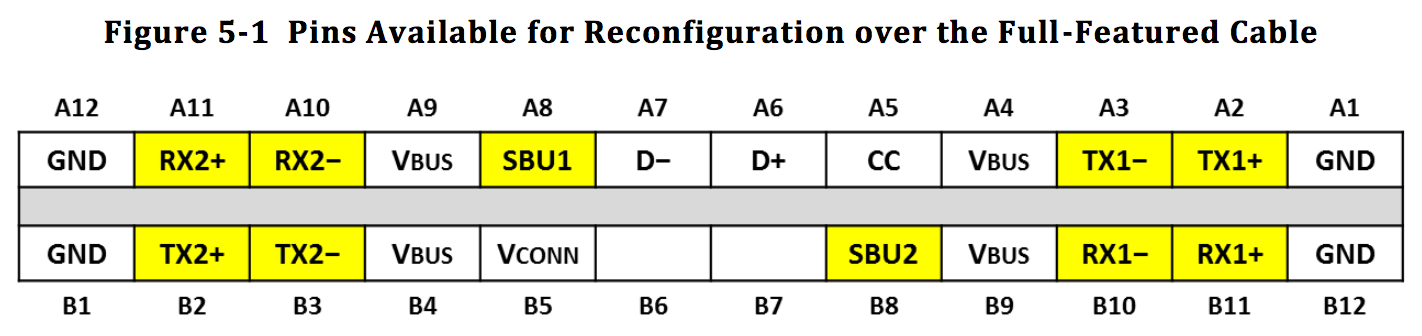 Figure 5-1 Pins Available for Reconfiguration over the Full-Featured Cable
A12 A11 A10 A9 A8 A7 A6 A5 A4 A3 A2 A1
GND RX2+ RX2− VBUS SBU1 D− D+ CC VBUS TX1− TX1+ GND
GND TX2+ TX2− VBUS VCONN SBU2 VBUS RX1− RX1+ GND
B1 B2 B3 B4 B5 B6 B7 B8 B9 B10 B11 B12